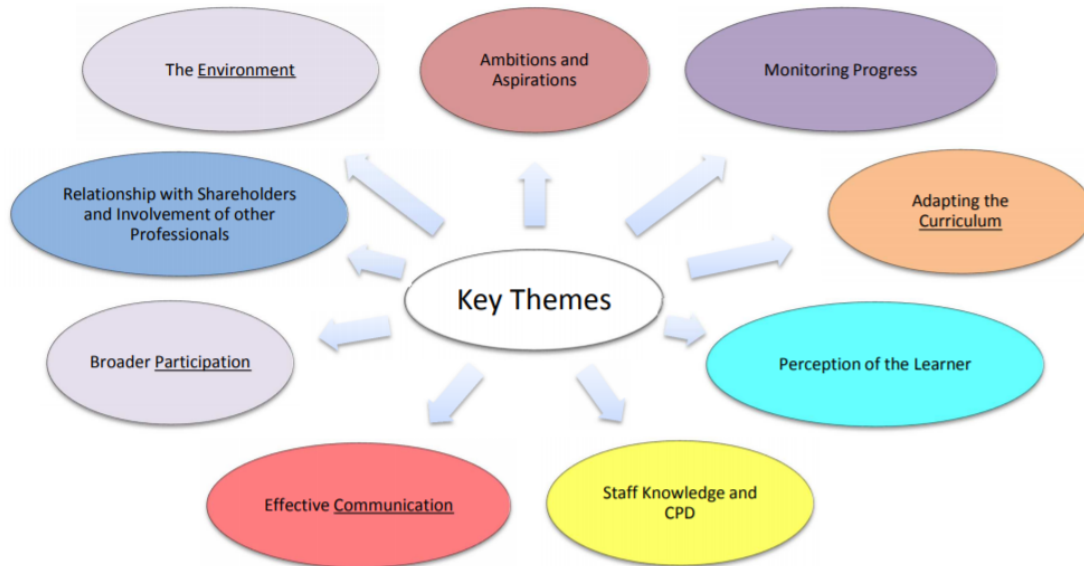 The Environment
Ambitions and
Aspirations
Monitoring Progress
Relationship with Shareholders
and Involvement of other
Professionals
Adapting the
Curriculum
Key Themes
Broader Participation
Perception of the Learner
Effective Communication
Staff Knowledge and
CPD